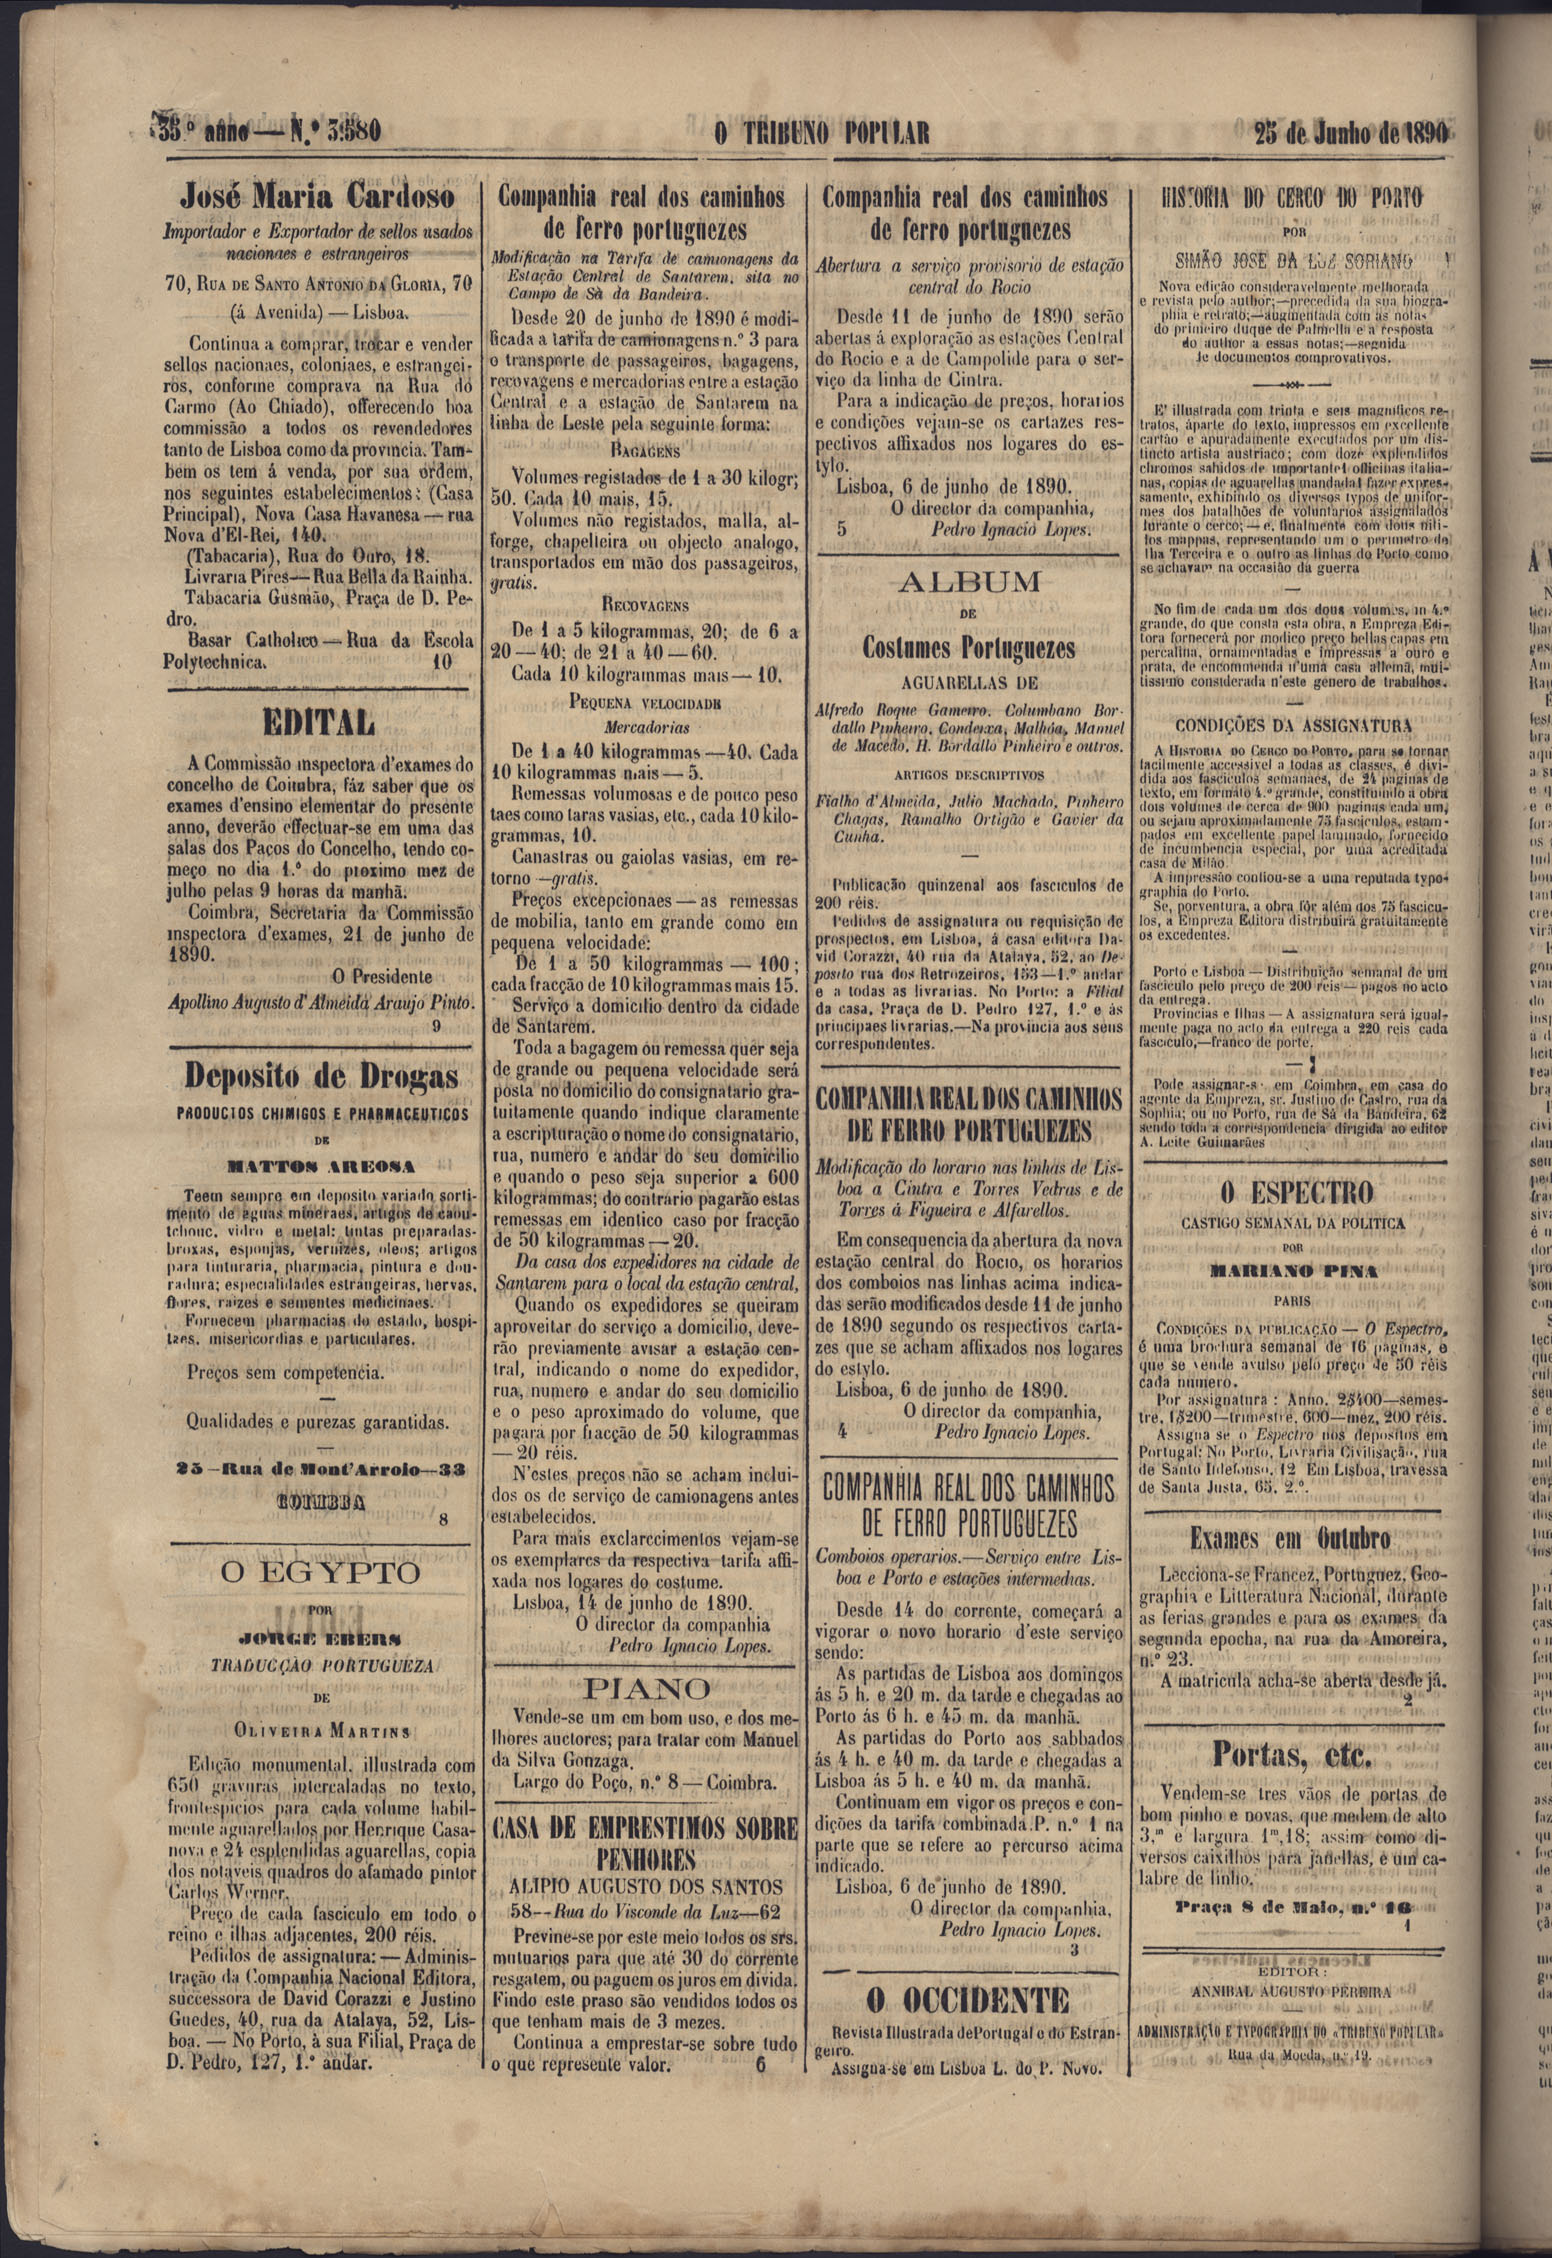 35.º anno — N.º 3:580
O TRIBUNO POPULAR
25 de Junho de 1890
José Maria Cardoso
Importador e Exportador de sellos usados
nacionaes e estrangeiros
70, RUA DE SANTO ANTONIO DA GLORIA, 70
(á Avenida) — Lisboa.
Continua a comprar, trocar e vender
sellos nacionaes, coloniaes, e estrangei-
ros, conforme comprava na Rua do
Carmo (Ao Chiado), offerecendo boa
commissão a todos os revendedores
tanto de Lisboa como da provincia. Tam-
bem os tem á venda, por sua ordem,
nos seguintes estabelecimentos: (Casa
Principal), Nova Casa Havanesa — rua
Nova d'El-Rei, 140.
(Tabacaria), Rua do Ouro, 18.
Livraria Pires — Rua Bella da Rainha.
Tabacaria Gusmão, Praça de D. Pe-
dro.
Basar Catholico — Rua da Escola
Polytechnica. 10
EDITAL
A Commissão inspectora d'exames do
concelho de Coimbra, fáz saber que os
exames d'ensino elementar do presente
anno, deverão effectuar-se em uma das
salas dos Paços do Concelho, tendo co-
meço no dia 1.º do proximo mez de
julho pelas 9 horas da manhã.
Coimbra, Secretaria da Commissão
inspectora d'exames, 21 de junho de
1890.
O Presidente
Apollino Augusto d'Almeida Araujo Pinto.
9
Deposito de Drogas
PRODUCTOS CHIMIGOS E PHARMACEUTICOS
DE
MATTOS AREOSA
Teem sempre em deposito variado sorti-
mento de aguas mineraes, artigos de caou-
tchouc, vidro e metal: tintas preparadas-
broxas, esponjas, vernizes, oleos; artigos
para tinturaria, pharmacia, pintura e dou-
radura; especialidades estrangeiras, hervas,
flores, raizes e sementes medicinaes.
Fornecem pharmacias do estado, hospi-
taes, misericordias e particulares.
Preços sem competencia.
Qualidades e purezas garantidas.
25 — Rua de Mont'Arroio — 33
COIMBRA
8
O EGYPTO
POR
JORGE EBERS
TRADUCÇÃO PORTUGUEZA
DE
OLIVEIRA MARTINS
Edição monumental, illustrada com
650 gravuras intercaladas no texto,
frontespicios para cada volume habil-
mente aguarellados por Henrique Casa-
nova e 24 esplendidas aguarellas, copia
dos notaveis quadros do afamado pintor
Carlos Werner.
Preço de cada fasciculo em todo o
reino e ilhas adjacentes, 200 réis.
Pedidos de assignatura: — Adminis-
tração da Companhia Nacional Editora,
successora de David Corazzi e Justino
Guedes, 40, rua da Atalaya, 52, Lis-
boa. — No Porto, à sua Filial, Praça de
D. Pedro, 127, 1.º andar.
Companhia real dos caminhos
de ferro portuguezes
Modificação na Tarifa de camionagens da
Estação Central de Santarem, sita no
Campo de Sà da Bandeira.
Desde 20 de junho de 1890 é modi-
ficada a tarifa de camionagens n.º 3 para
o transporte de passageiros, bagagens,
recovagens e mercadorias entre a estação
Central e a estação de Santarem na
linha de Leste pela seguinte forma:
BAGAGENS
Volumes registados de 1 a 30 kilogr;
50. Cada 10 mais, 15.
Volumes não registados, malla, al-
forge, chapelleira ou objecto analogo,
transportados em mão dos passageiros,
gratis.
RECOVAGENS
De 1 a 5 kilogrammas, 20; de 6 a
20 — 40; de 21 a 40 — 60.
Cada 10 kilogrammas mais — 10.
PEQUENA VELOCIDADE
Mercadorias
De 1 a 40 kilogrammas — 40. Cada
10 kilogrammas mais — 5.
Remessas volumosas e de pouco peso
taes como taras vasias, etc., cada 10 kilo-
grammas, 10.
Canastras ou gaiolas vasias, em re-
torno — gratis.
Preços excepcionaes — as remessas
de mobilia, tanto em grande como em
pequena velocidade:
De 1 a 50 kilogrammas — 100;
cada fracção de 10 kilogrammas mais 15.
Serviço a domicilio dentro da cidade
de Santarem.
Toda a bagagem ou remessa quer seja
de grande ou pequena velocidade será
posta no domicilio do consignatario gra-
tuitamente quando indique claramente
a escripturação o nome do consignatario,
rua, numero e andar do seu domicilio
e quando o peso seja superior a 600
kilogrammas; do contrario pagarão estas
remessas em identico caso por fracção
de 50 kilogrammas — 20.
Da casa dos expedidores na cidade de
Santarem para o local da estação central,
Quando os expedidores se queiram
aproveitar do serviço a domicilio, deve-
rão previamente avisar a estação cen-
tral, indicando o nome do expedidor,
rua, numero e andar do seu domicilio
e o peso aproximado do volume, que
pagará por fracção de 50 kilogrammas
— 20 réis.
N'estes preços não se acham inclui-
dos os de serviço de camionagens antes
estabelecidos.
Para mais exclarecimentos vejam-se
os exemplares da respectiva tarifa affi-
xada nos logares do costume.
Lisboa, 14 de junho de 1890.
O director da companhia
Pedro Ignacio Lopes.
PIANO
Vende-se um em bom uso, e dos me-
lhores auctores; para tratar com Manuel
da Silva Gonzaga.
Largo do Poço, n.º 8 — Coimbra.
CASA DE EMPRESTIMOS SOBRE
PENHORES
ALIPIO AUGUSTO DOS SANTOS
58 — Rua do Visconde da Luz — 62
Previne-se por este meio todos os srs.
mutuarios para que até 30 do corrente
resgatem, ou paguem os juros em divida.
Findo este praso são vendidos todos os
que tenham mais de 3 mezes.
Continua a emprestar-se sobre tudo
o que represente valor. 6
Companhia real dos caminhos
de ferro portuguezes
Abertura a serviço provisorio de estação
central do Rocio
Desde 11 de junho de 1890 serão
abertas á exploração as estações Central
do Rocio e a de Campolide para o ser-
viço da linha de Cintra.
Para a indicação de preços, horarios
e condições vejam-se os cartazes res-
pectivos affixados nos logares do es-
tylo.
Lisboa, 6 de junho de 1890.
O director da companhia,
5 Pedro Ignacio Lopes.
ALBUM
DE
Costumes Portuguezes
AGUARELLAS DE
Alfredo Roque Gameiro, Columbano Bor-
dallo Pinheiro, Condeixa, Malhôa, Manuel
de Macedo, H. Bordallo Pinheiro e outros.
ARTIGOS DESCRIPTIVOS
Fialho d'Almeida, Julio Machado, Pinheiro
Chagas, Ramalho Ortigão e Gavier da
Cunha.
Publicação quinzenal aos fasciculos de
200 réis.
Pedidos de assignatura ou requisição de
prospectos, em Lisboa, á casa editora Da-
vid Corazzi, 40 rua da Atalaya, 52, ao De-
posito rua dos Retrozeiros, 153 — 1.º andar
e a todas as livrarias. No Porto: a Filial
da casa, Praça de D. Pedro 127, 1.º e ás
principaes livrarias. — Na provincia aos seus
correspondentes.
COMPANHIA REAL DOS CAMINHOS
DE FERRO PORTUGUEZES
Modificação do horario nas linhas de Lis-
boa a Cintra e Torres Vedras e de
Torres á Figueira e Alfarellos.
Em consequencia da abertura da nova
estação central do Rocio, os horarios
dos comboios nas linhas acima indica-
das serão modificados desde 11 de junho
de 1890 segundo os respectivos carta-
zes que se acham affixados nos logares
do estylo.
Lisboa, 6 de junho de 1890.
O director da companhia,
4 Pedro Ignacio Lopes.
COMPANHIA REAL DOS CAMINHOS
DE FERRO PORTUGUEZES
Comboios operarios. — Serviço entre Lis-
boa e Porto e estações intermedias.
Desde 14 do corrente, começará a
vigorar o novo horario d'este serviço
sendo:
As partidas de Lisboa aos domingos
ás 5 h. e 20 m. da tarde e chegadas ao
Porto ás 6 h. e 45 m. da manhã.
As partidas do Porto aos sabbados
ás 4 h. e 40 m. da tarde e chegadas a
Lisboa ás 5 h. e 40 m. da manhã.
Continuam em vigor os preços e con-
dições da tarifa combinada P. n.º 1 na
parte que se refere ao percurso acima
indicado.
Lisboa, 6 de junho de 1890.
O director da companhia,
Pedro Ignacio Lopes.
3
O OCCIDENTE
Revista Illustrada de Portugal e do Estran-
geiro.
Assigna-se em Lisboa L. do P. Novo.
HISTORIA DO CERCO DO PORTO
POR
SIMÃO JOSÉ DA LUZ SORIANO
Nova edição consideravelmente melhorada
e revista pelo author; — precedida da sua biogra-
phia e retrato; — augmentada com as notas
do primeiro duque de Palmella e a resposta
do author a essas notas; — seguida
de documentos comprovativos.
E' illustrada com trinta e seis magnificos re-
tratos, áparte do texto, impressos em excellente
cartão e apuradamente executados por um dis-
tincto artista austriaco; com doze explendidos
chromos sahidos de importantes officinas italia-
nas, copias de aguarellas mandadas fazer expres-
samente, exhibindo os diversos typos de unifor-
mes dos batalhões de voluntarios assignalados
durante o cerco; — e, finalmente com dous niti-
dos mappas, representando um o perimetro da
Ilha Terceira e o outro as linhas do Porto como
se achavam na occasião da guerra
No fim de cada um dos dous volumes, in 4.º
grande, do que consta esta obra, a Empreza Edi-
tora fornecerá por modico preço bellas capas em
percalina, ornamentadas e impressas a ouro e
prata, de encommenda n'uma casa allemã, mui-
tissimo considerada n'este genero de trabalhos.
CONDIÇÕES DA ASSIGNATURA
A HISTORIA DO CERCO DO PORTO, para se tornar
facilmente accessivel a todas as classes, é divi-
dida aos fasciculos semanaes, de 24 paginas de
texto, em formato 4.º grande, constituindo a obra
dois volumes de cerca de 900 paginas cada um,
ou sejam aproximadamente 75 fasciculos, estam-
pados em excellente papel laminado, fornecido
de incumbencia especial, por uma acreditada
casa de Milão.
A impressão confiou-se a uma reputada typo-
graphia do Porto.
Se, porventura, a obra fôr além dos 75 fascicu-
los, a Empreza Editora distribuirá gratuitamente
os excedentes.
Porto e Lisboa — Distribuição semanal de um
fasciculo pelo preço de 200 réis — pagos no acto
da entrega.
Provincias e Ilhas — A assignatura será igual-
mente paga no acto da entrega a 220 reis cada
fasciculo, — franco de porte.
Pode assignar-se em Coimbra, em casa do
agente da Empreza, sr. Justino de Castro, rua da
Sophia; ou no Porto, rua de Sá da Bandeira, 62
sendo toda a correspondencia dirigida ao editor
A. Leite Guimarães
O ESPECTRO
CASTIGO SEMANAL DA POLITICA
POR
MARIANO PINA
PARIS
CONDIÇÕES DA PUBLICAÇÃO — O Espectro,
é uma brochura semanal de 16 paginas, e
que se vende avulso pelo preço de 50 réis
cada numero.
Por assignatura: Anno, 2$400 — semes-
tre, 1$200 — trimestre, 600 — mez, 200 réis.
Assigna se o Espectro nos depositos em
Portugal: No Porto, Livraria Civilisação, rua
de Santo Ildefonso, 12 Em Lisboa, travessa
de Santa Justa, 65, 2.º.
Exames em Outubro
Lecciona-se Francez, Portuguez, Geo-
graphia e Litteratura Nacional, durante
as ferias grandes e para os exames da
segunda epocha, na rua da Amoreira,
n.º 23.
A matricula acha-se aberta desde já.
2
Portas, etc.
Vendem-se tres vãos de portas de
bom pinho e novas, que medem de alto
3,m e largura 1m,18; assim como di-
versos caixilhos para janellas, e um ca-
labre de linho.
Praça 8 de Maio, n.º 16
1
EDITOR:
ANNIBAL AUGUSTO PEREIRA
ADMINISTRAÇÃO E TYPOGRAPHIA DO «TRIBUNO POPULAR»
Rua da Moeda, n.º 19.